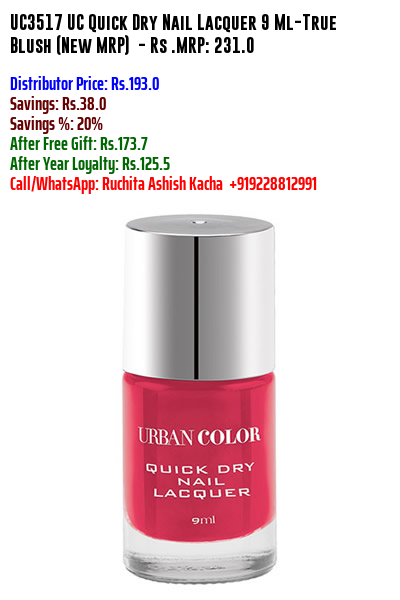 UC3517 UC Quick Dry Nail Lacquer 9 Ml-True
Blush (New MRP) - Rs .MRP: 231.0
Distributor Price: Rs.193.0
Savings: Rs.38.0
Savings %: 20%
After Free Gift: Rs.173.7
After Year Loyalty: Rs.125.5
Call/WhatsApp: Ruchita Ashish Kacha +919228812991
URBAN COLOR
QUICK DRY
NAIL
LACQUER
9ml